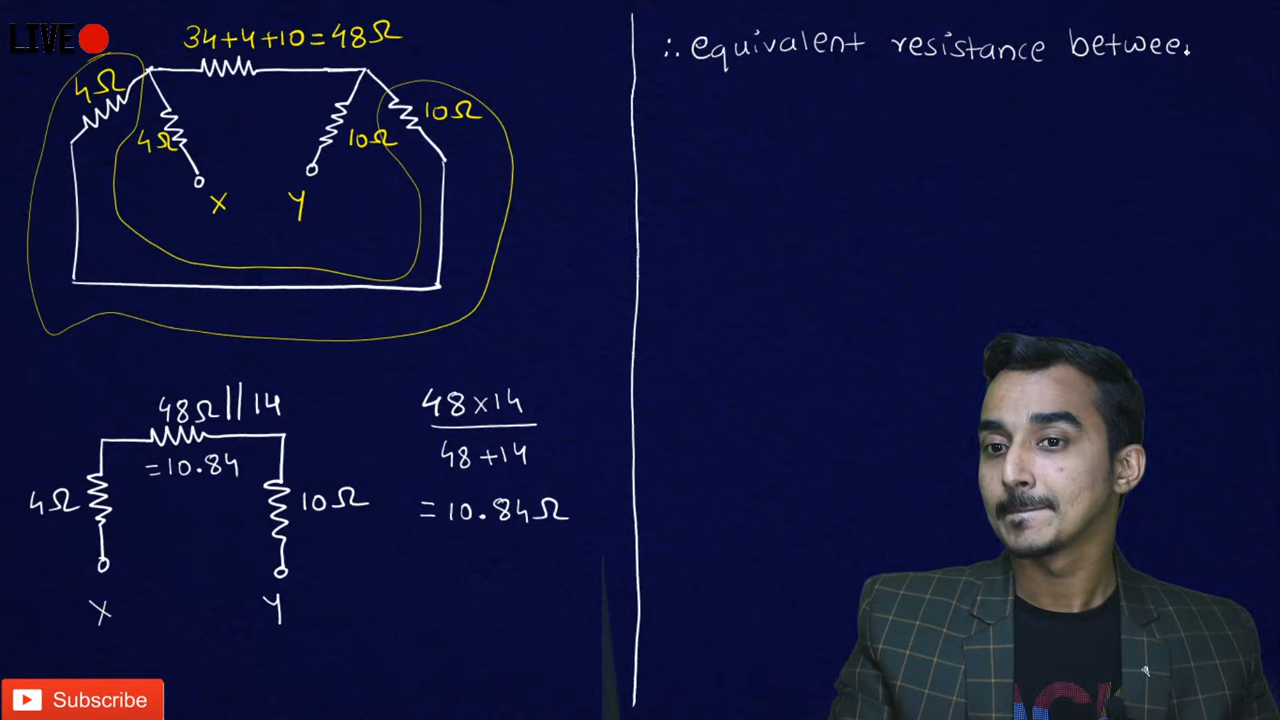 LIVE
34+4+10=48Ω
4Ω
10Ω
4Ω
10Ω
X
Y
48Ω||14
=10.84
4Ω
10Ω
X
Y
48×14
48+14
=10.84Ω
∴ equivalent resistance betwee
Subscribe